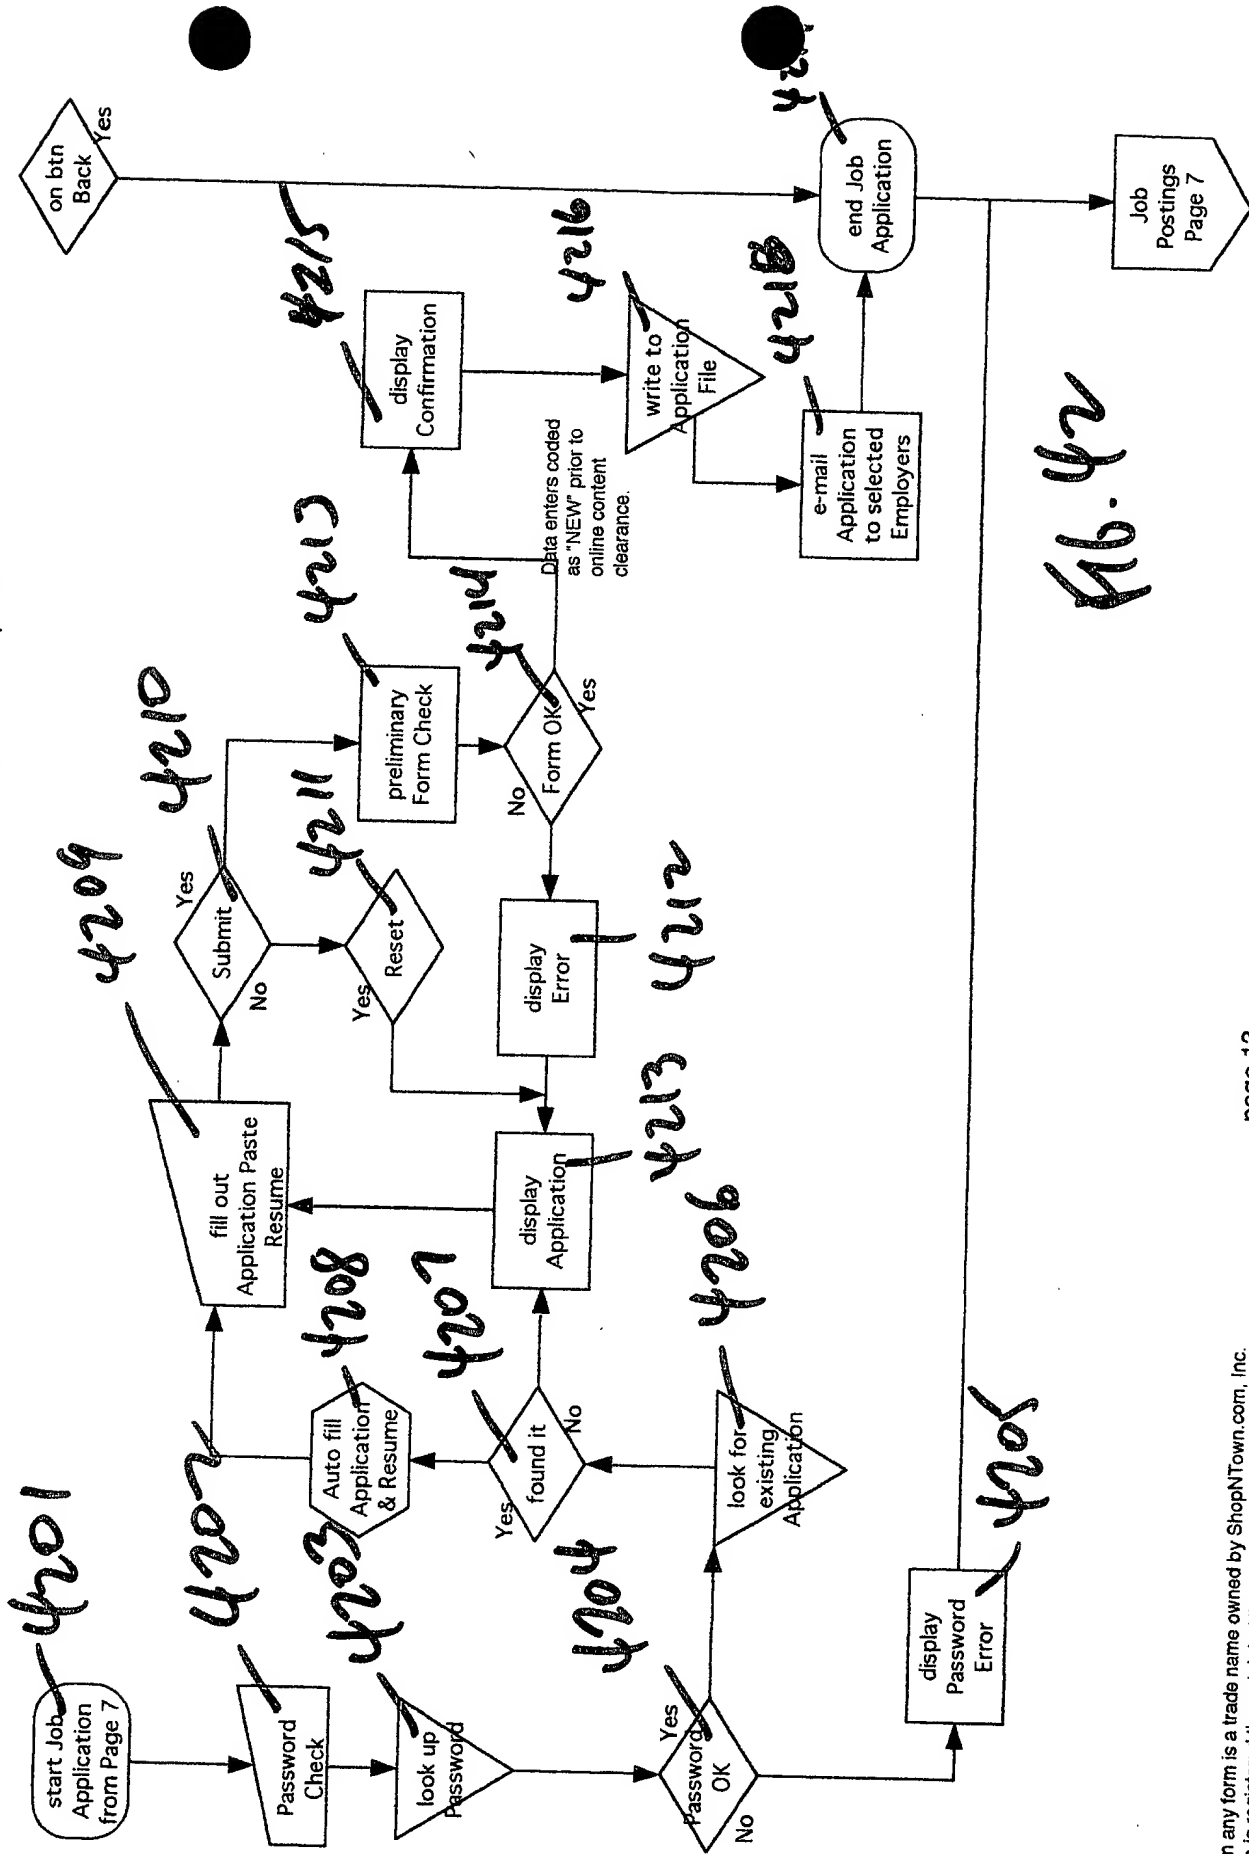 4201
start Job
Application
from Page 7
4202
Password
Check
4203
look up
Password
4204
Password
OK
Yes
No
4205
display
Password
Error
4206
look for
existing
Application
4207
found it
Yes
No
4208
Auto fill
Application
& Resume
4209
fill out
Application Paste
Resume
4213
display
Application
4210
Submit
Yes
No
4211
Reset
Yes
4212
display
Error
4213
preliminary
Form Check
4214
Form OK
No
Yes
Data enters coded
as "NEW" prior to
online content
clearance.
4215
display
Confirmation
4216
write to
Application
File
4218
e-mail
Application
to selected
Employers
on btn
Back
Yes
end Job
Application
Job
Postings
Page 7
FIG. 42
n any form is a trade name owned by ShopNTown.com, Inc.